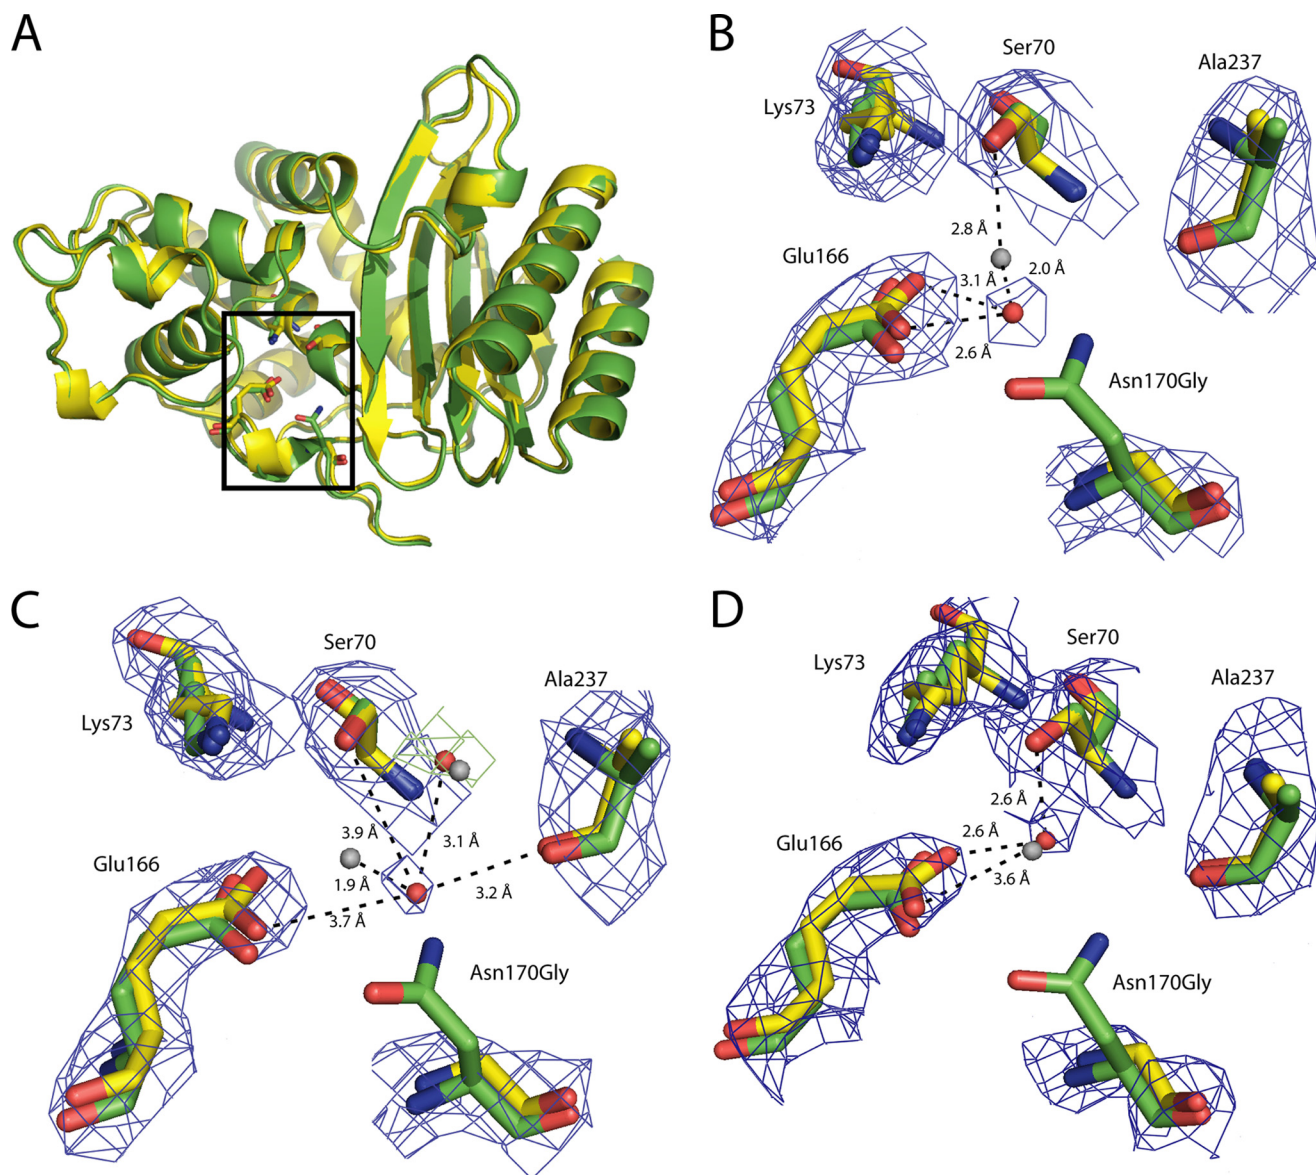 A
B
Ser70
Ala237
Lys73
2.8 Å
Glu166
3.1 Å
2.0 Å
2.6 Å
Asn170Gly
C
Ser70
Ala237
Lys73
3.9 Å
3.1 Å
Glu166
1.9 Å
3.2 Å
3.7 Å
Asn170Gly
D
Ser70
Lys73
Ala237
2.6 Å
Glu166
2.6 Å
3.6 Å
Asn170Gly